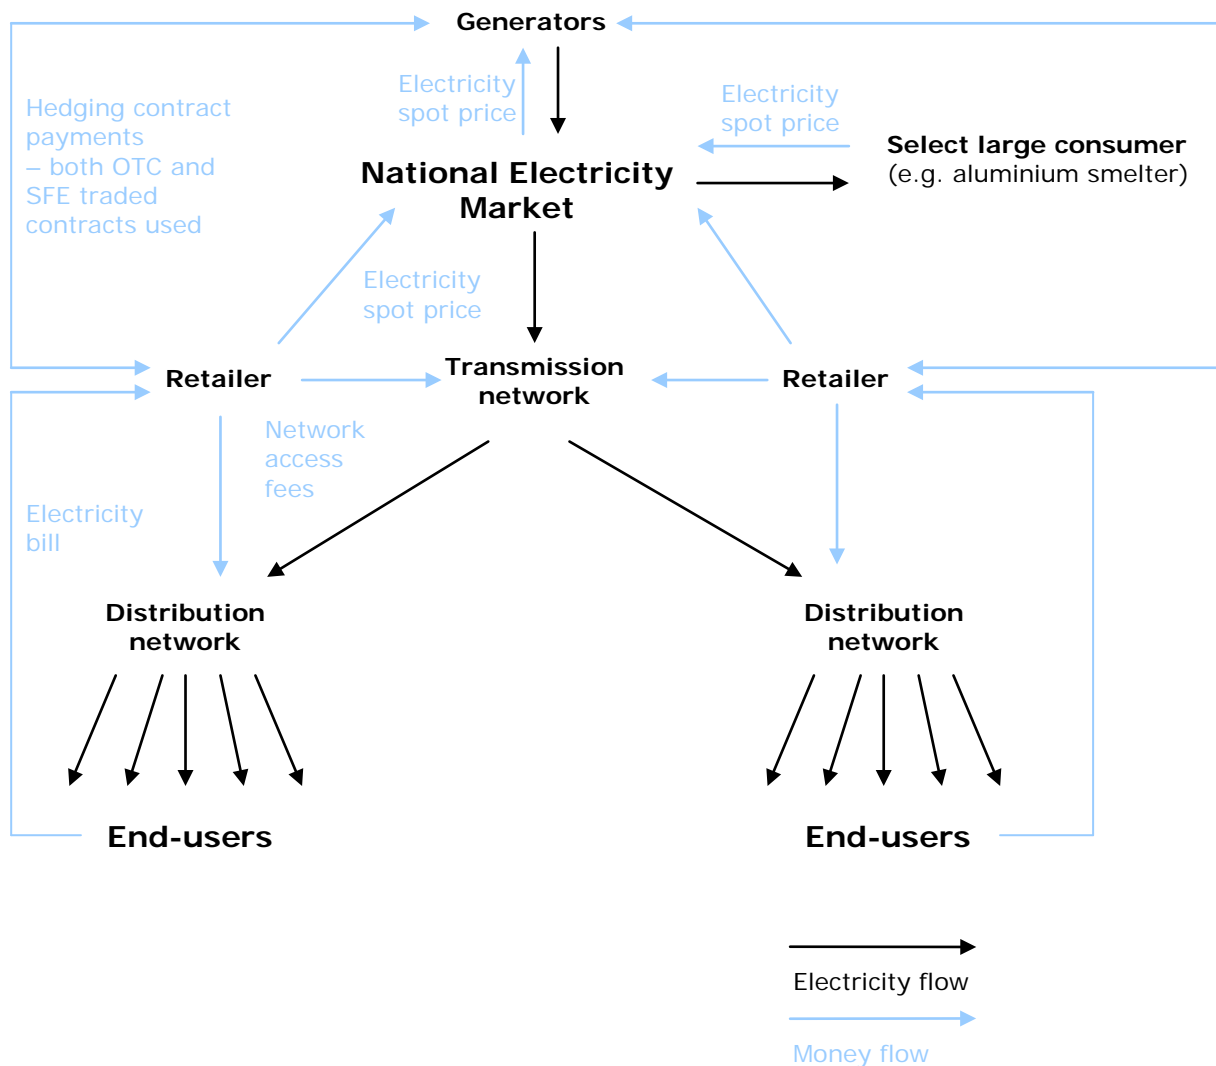 Generators
Electricity
spot price
Hedging contract
payments
– both OTC and
SFE traded
contracts used
Electricity
spot price
Select large consumer
(e.g. aluminium smelter)
National Electricity
Market
Electricity
spot price
Retailer
Transmission
network
Retailer
Network
access
fees
Electricity
bill
Distribution
network
Distribution
network
End-users
End-users
Electricity flow
Money flow